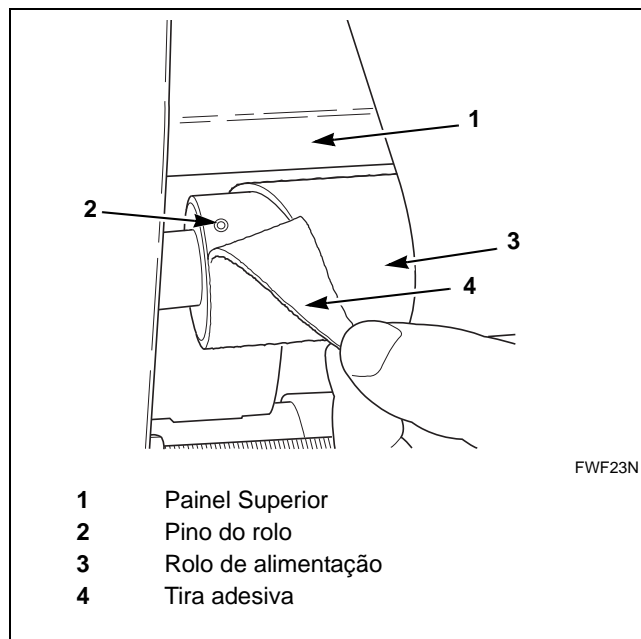 1
2
3
4
FWF23N
1 Painel Superior
2 Pino do rolo
3 Rolo de alimentação
4 Tira adesiva